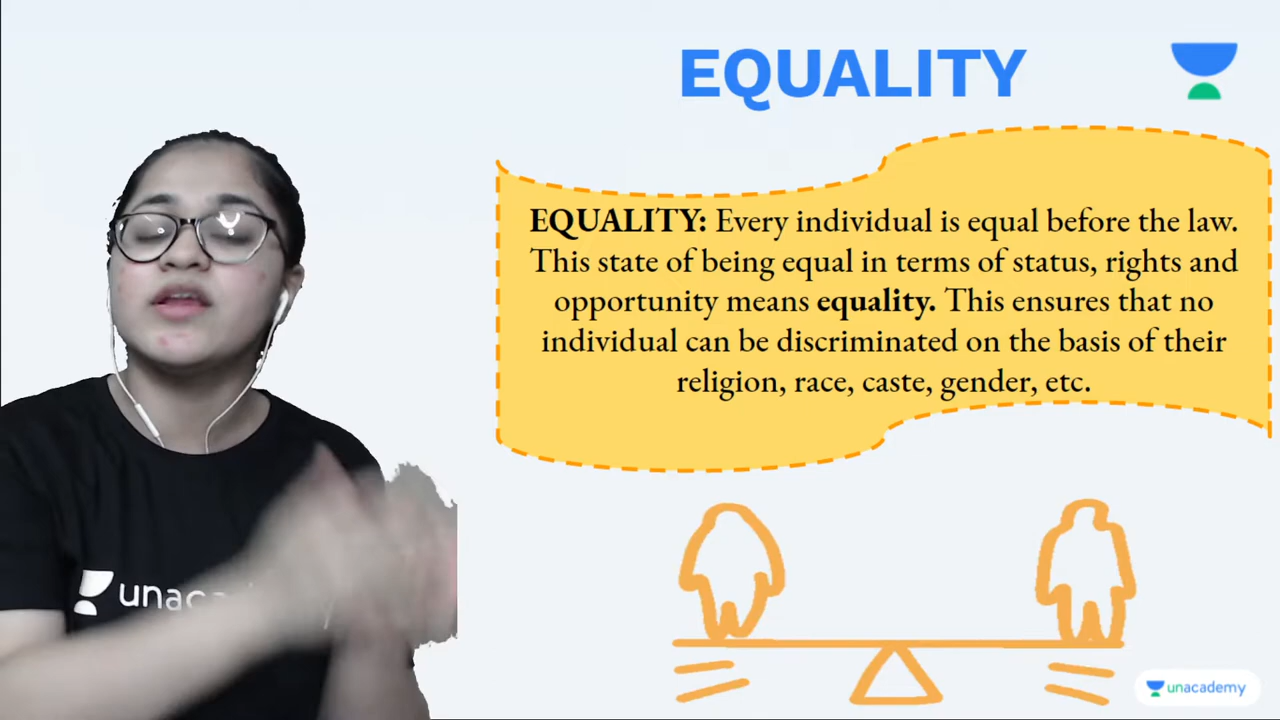 EQUALITY
EQUALITY: Every individual is equal before the law.
This state of being equal in terms of status, rights and
opportunity means equality. This ensures that no
individual can be discriminated on the basis of their
religion, race, caste, gender, etc.
unacademy